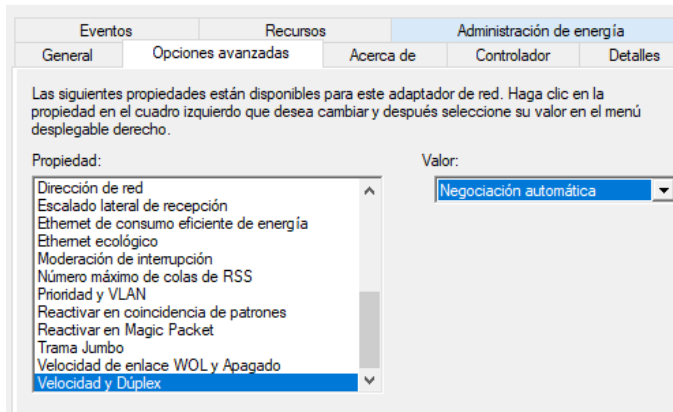 Eventos
Recursos
Administración de energía
General
Opciones avanzadas
Acerca de
Controlador
Detalles
Las siguientes propiedades están disponibles para este adaptador de red. Haga clic en la
propiedad en el cuadro izquierdo que desea cambiar y después seleccione su valor en el menú
desplegable derecho.
Propiedad:
Valor:
Dirección de red
Escalado lateral de recepción
Ethernet de consumo eficiente de energía
Ethernet ecológico
Moderación de interrupción
Número máximo de colas de RSS
Prioridad y VLAN
Reactivar en coincidencia de patrones
Reactivar en Magic Packet
Trama Jumbo
Velocidad de enlace WOL y Apagado
Velocidad y Dúplex
Negociación automática